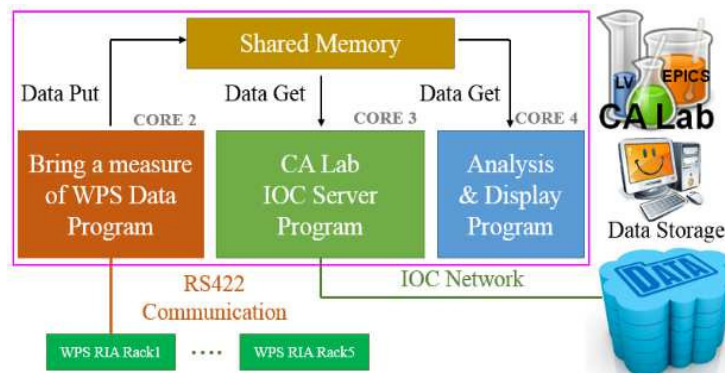 Shared Memory
Data Put
Data Get
Data Get
CORE 2
CORE 3
CORE 4
Bring a measure
of WPS Data
Program
CA Lab
IOC Server
Program
Analysis
& Display
Program
LV
EPICS
CA Lab
Data Storage
RS422
Communication
IOC Network
DATA
WPS RIA Rack1
....
WPS RIA Rack5